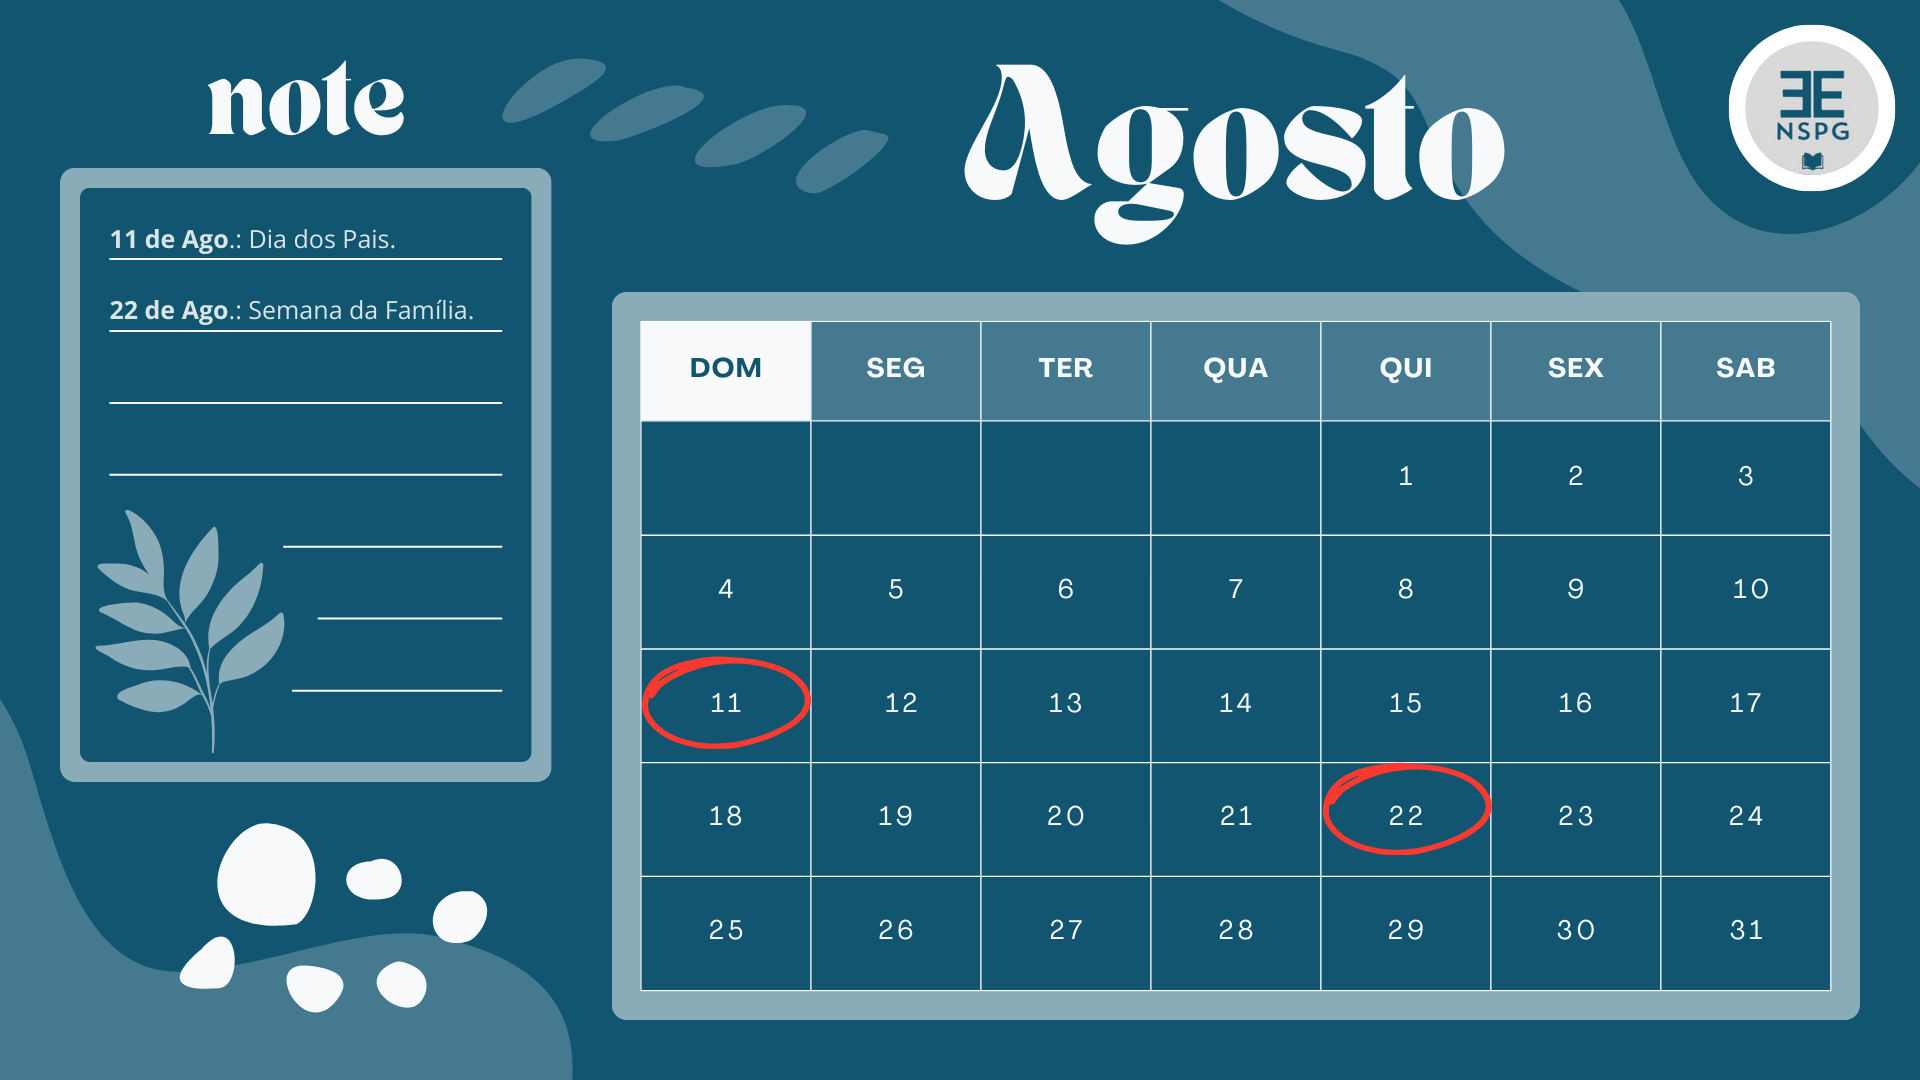 note
Agosto
EE
NSPG
11 de Ago.: Dia dos Pais.
22 de Ago.: Semana da Família.
DOM SEG TER QUA QUI SEX SAB
1 2 3
4 5 6 7 8 9 10
11 12 13 14 15 16 17
18 19 20 21 22 23 24
25 26 27 28 29 30 31